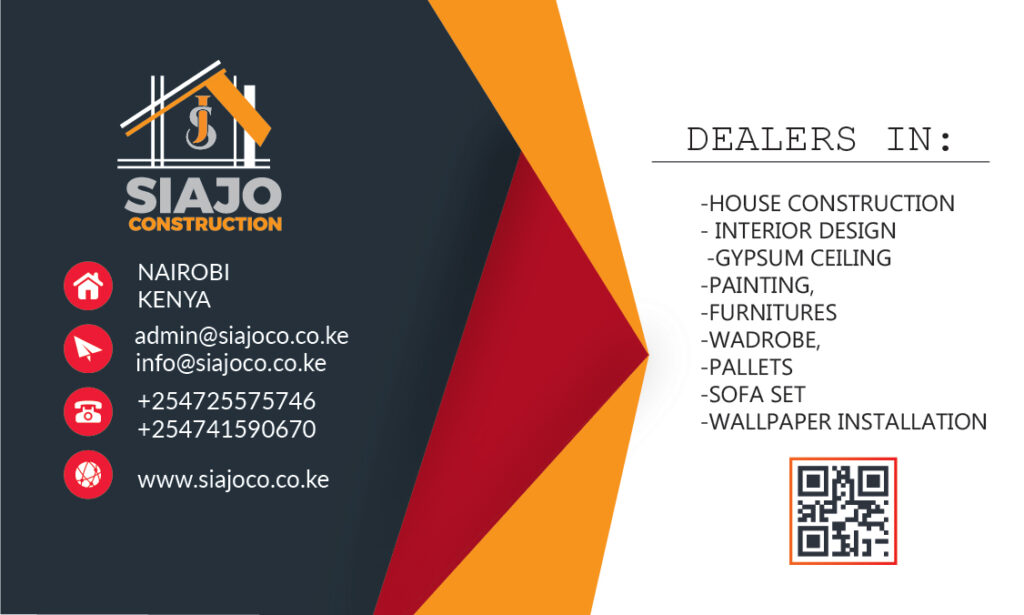 JS
SIAJO
CONSTRUCTION
NAIROBI
KENYA
admin@siajoco.co.ke
info@siajoco.co.ke
+254725575746
+254741590670
www.siajoco.co.ke
DEALERS IN:
-HOUSE CONSTRUCTION
- INTERIOR DESIGN
-GYPSUM CEILING
-PAINTING,
-FURNITURES
-WADROBE,
-PALLETS
-SOFA SET
-WALLPAPER INSTALLATION